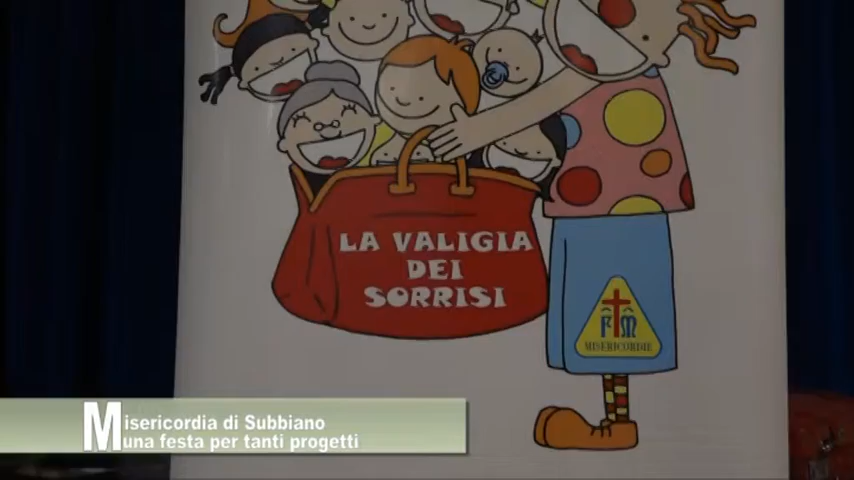 LA VALIGIA
DEI
SORRISI
F M
MISERICORDIE
Misericordia di Subbiano
una festa per tanti progetti